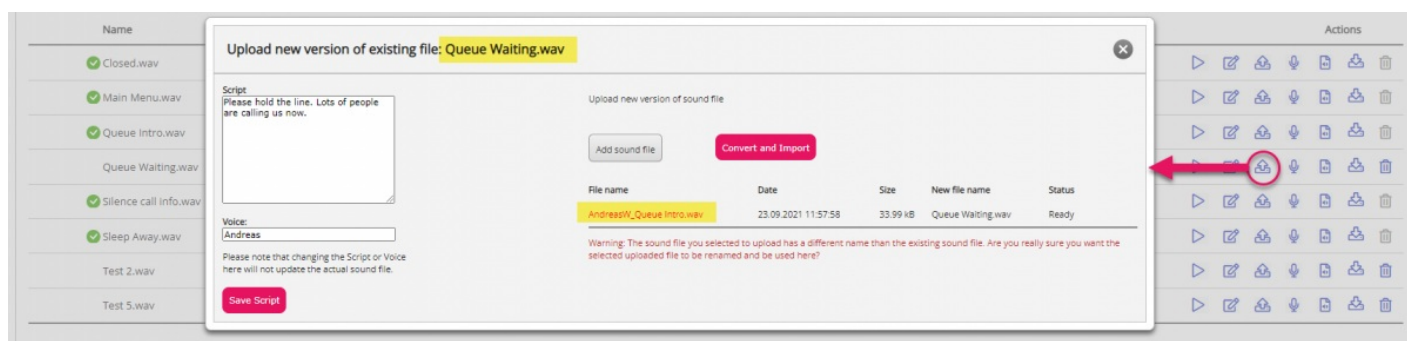 Name
Actions
Closed.wav
Main Menu.wav
Queue Intro.wav
Queue Waiting.wav
Silence call info.wav
Sleep Away.wav
Test 2.wav
Test 5.wav
Upload new version of existing file: Queue Waiting.wav
Script
Please hold the line. Lots of people
are calling us now.
Voice:
Andreas
Please note that changing the Script or Voice
here will not update the actual sound file.
Save Script
Upload new version of sound file
Add sound file
Convert and Import
File name Date Size New file name Status
AndreasW_Queue Intro.wav 23.09.2021 11:57:58 33.99 kB Queue Waiting.wav Ready
Warning: The sound file you selected to upload has a different name than the existing sound file. Are you really sure you want the
selected uploaded file to be renamed and be used here?